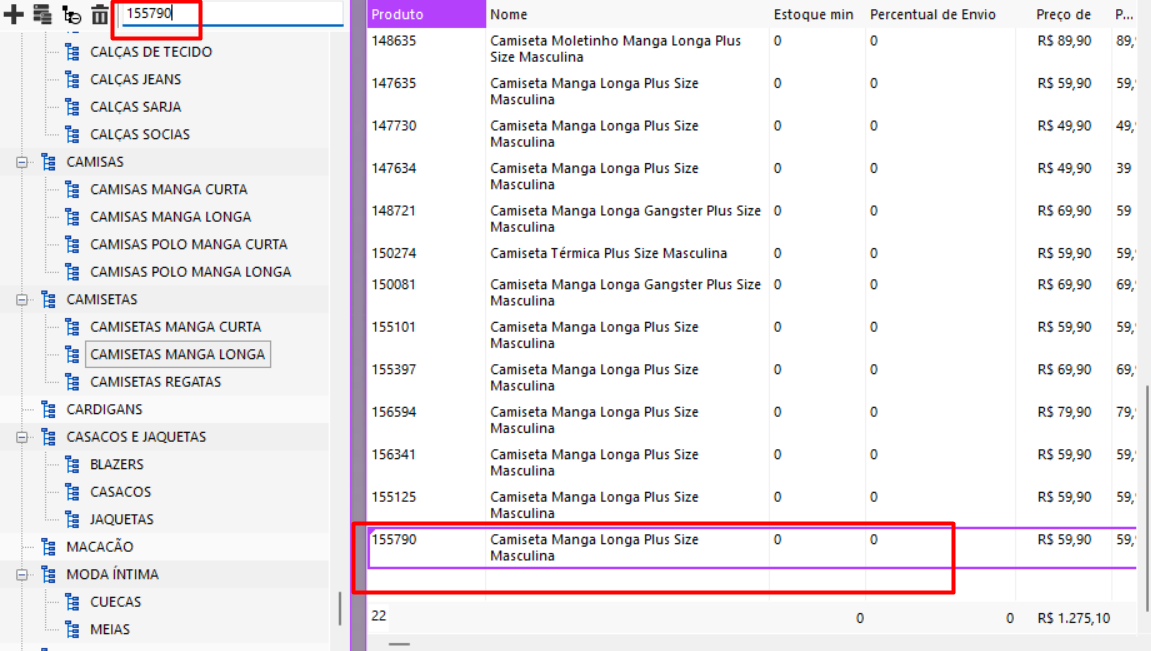 155790
CALÇAS DE TECIDO
CALÇAS JEANS
CALÇAS SARJA
CALÇAS SOCIAS
CAMISAS
CAMISAS MANGA CURTA
CAMISAS MANGA LONGA
CAMISAS POLO MANGA CURTA
CAMISAS POLO MANGA LONGA
CAMISETAS
CAMISETAS MANGA CURTA
CAMISETAS MANGA LONGA
CAMISETAS REGATAS
CARDIGANS
CASACOS E JAQUETAS
BLAZERS
CASACOS
JAQUETAS
MACACÃO
MODA ÍNTIMA
CUECAS
MEIAS
Produto Nome Estoque min Percentual de Envio Preço de P...
148635 Camiseta Moletinho Manga Longa Plus 0 0 R$ 89,90 89,
Size Masculina
147635 Camiseta Manga Longa Plus Size 0 0 R$ 59,90 59,
Masculina
147730 Camiseta Manga Longa Plus Size 0 0 R$ 49,90 49,
Masculina
147634 Camiseta Manga Longa Plus Size 0 0 R$ 49,90 39
Masculina
148721 Camiseta Manga Longa Gangster Plus Size 0 0 R$ 69,90 59
Masculina
150274 Camiseta Térmica Plus Size Masculina 0 0 R$ 59,90 59,
150081 Camiseta Manga Longa Gangster Plus Size 0 0 R$ 69,90 69,
Masculina
155101 Camiseta Manga Longa Plus Size 0 0 R$ 59,90 59,
Masculina
155397 Camiseta Manga Longa Plus Size 0 0 R$ 69,90 69,
Masculina
156594 Camiseta Manga Longa Plus Size 0 0 R$ 79,90 79,
Masculina
156341 Camiseta Manga Longa Plus Size 0 0 R$ 59,90 59,
Masculina
155125 Camiseta Manga Longa Plus Size 0 0 R$ 59,90 59,
Masculina
155790 Camiseta Manga Longa Plus Size 0 0 R$ 59,90 59,
Masculina
22 0 0 R$ 1.275,10